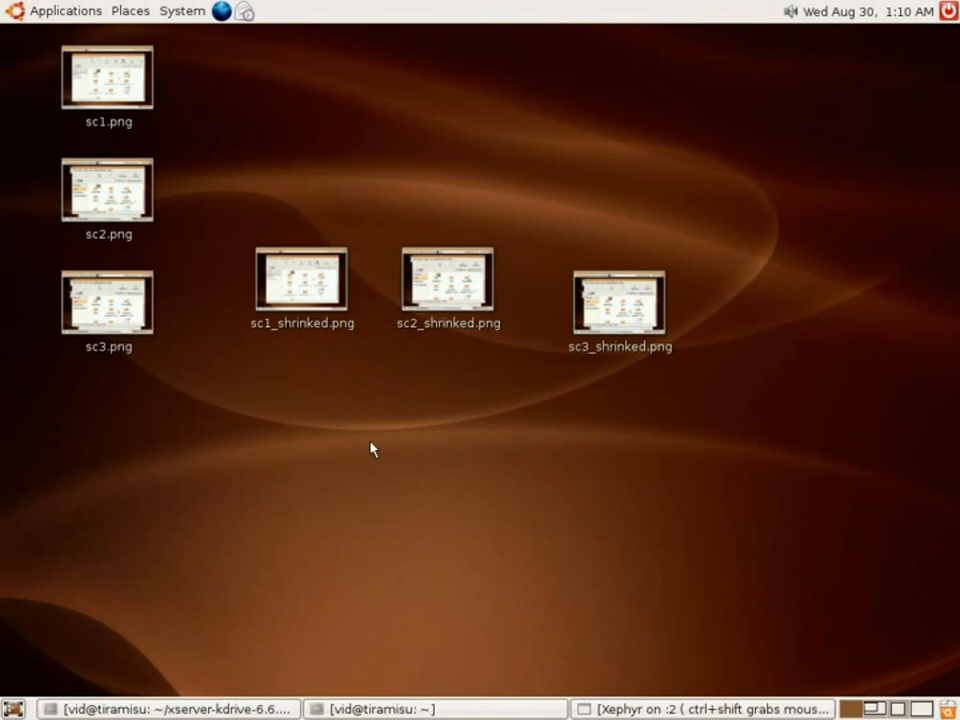 Applications Places System
Wed Aug 30, 1:10 AM
sc1.png
sc2.png
sc1_shrinked.png
sc2_shrinked.png
sc3.png
sc3_shrinked.png
[vid@tiramisu: ~/xserver-kdrive-6.6....
[vid@tiramisu: ~]
[Xephyr on :2 ( ctrl+shift grabs mous...